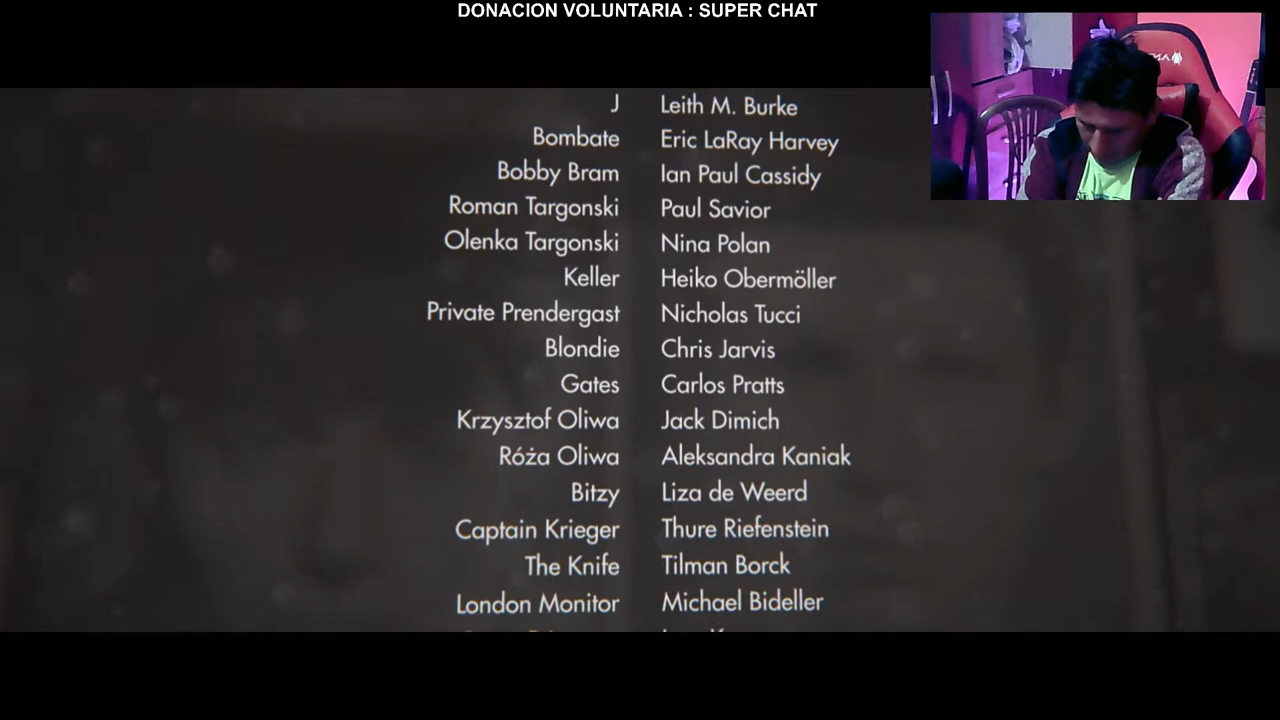 DONACION VOLUNTARIA : SUPER CHAT
J Leith M. Burke
Bombate Eric LaRay Harvey
Bobby Bram Ian Paul Cassidy
Roman Targonski Paul Savior
Olenka Targonski Nina Polan
Keller Heiko Obermöller
Private Prendergast Nicholas Tucci
Blondie Chris Jarvis
Gates Carlos Pratts
Krzysztof Oliwa Jack Dimich
Róża Oliwa Aleksandra Kaniak
Bitzy Liza de Weerd
Captain Krieger Thure Riefenstein
The Knife Tilman Borck
London Monitor Michael Bideller